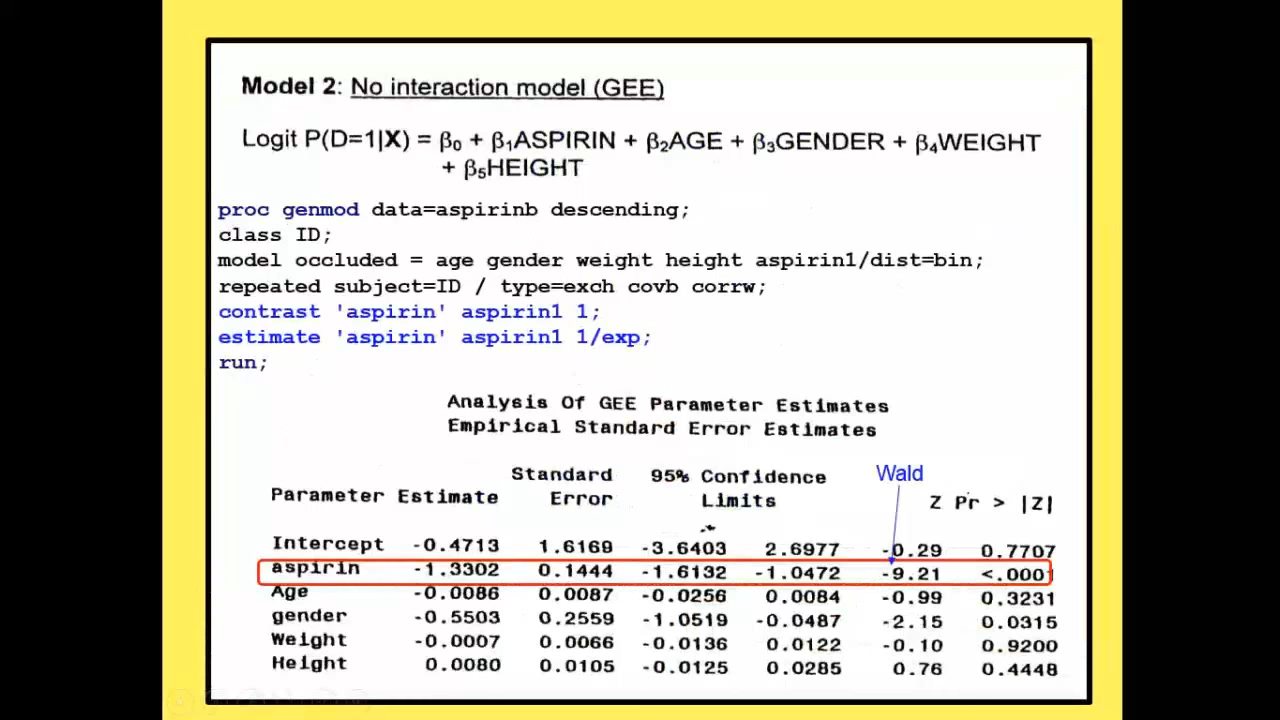 Model 2: No interaction model (GEE)
Logit P(D=1|X) = β₀ + β₁ASPIRIN + β₂AGE + β₃GENDER + β₄WEIGHT
+ β₅HEIGHT
proc genmod data=aspirinb descending;
class ID;
model occluded = age gender weight height aspirin1/dist=bin;
repeated subject=ID / type=exch covb corrw;
contrast 'aspirin' aspirin1 1;
estimate 'aspirin' aspirin1 1/exp;
run;
Analysis Of GEE Parameter Estimates
Empirical Standard Error Estimates
Standard 95% Confidence Wald
Parameter Estimate Error Limits Z Pr > |Z|
Intercept -0.4713 1.6169 -3.6403 2.6977 -0.29 0.7707
aspirin -1.3302 0.1444 -1.6132 -1.0472 -9.21 <.0001
Age -0.0086 0.0087 -0.0256 0.0084 -0.99 0.3231
gender -0.5503 0.2559 -1.0519 -0.0487 -2.15 0.0315
Weight -0.0007 0.0066 -0.0136 0.0122 -0.10 0.9200
Height 0.0080 0.0105 -0.0125 0.0285 0.76 0.4448